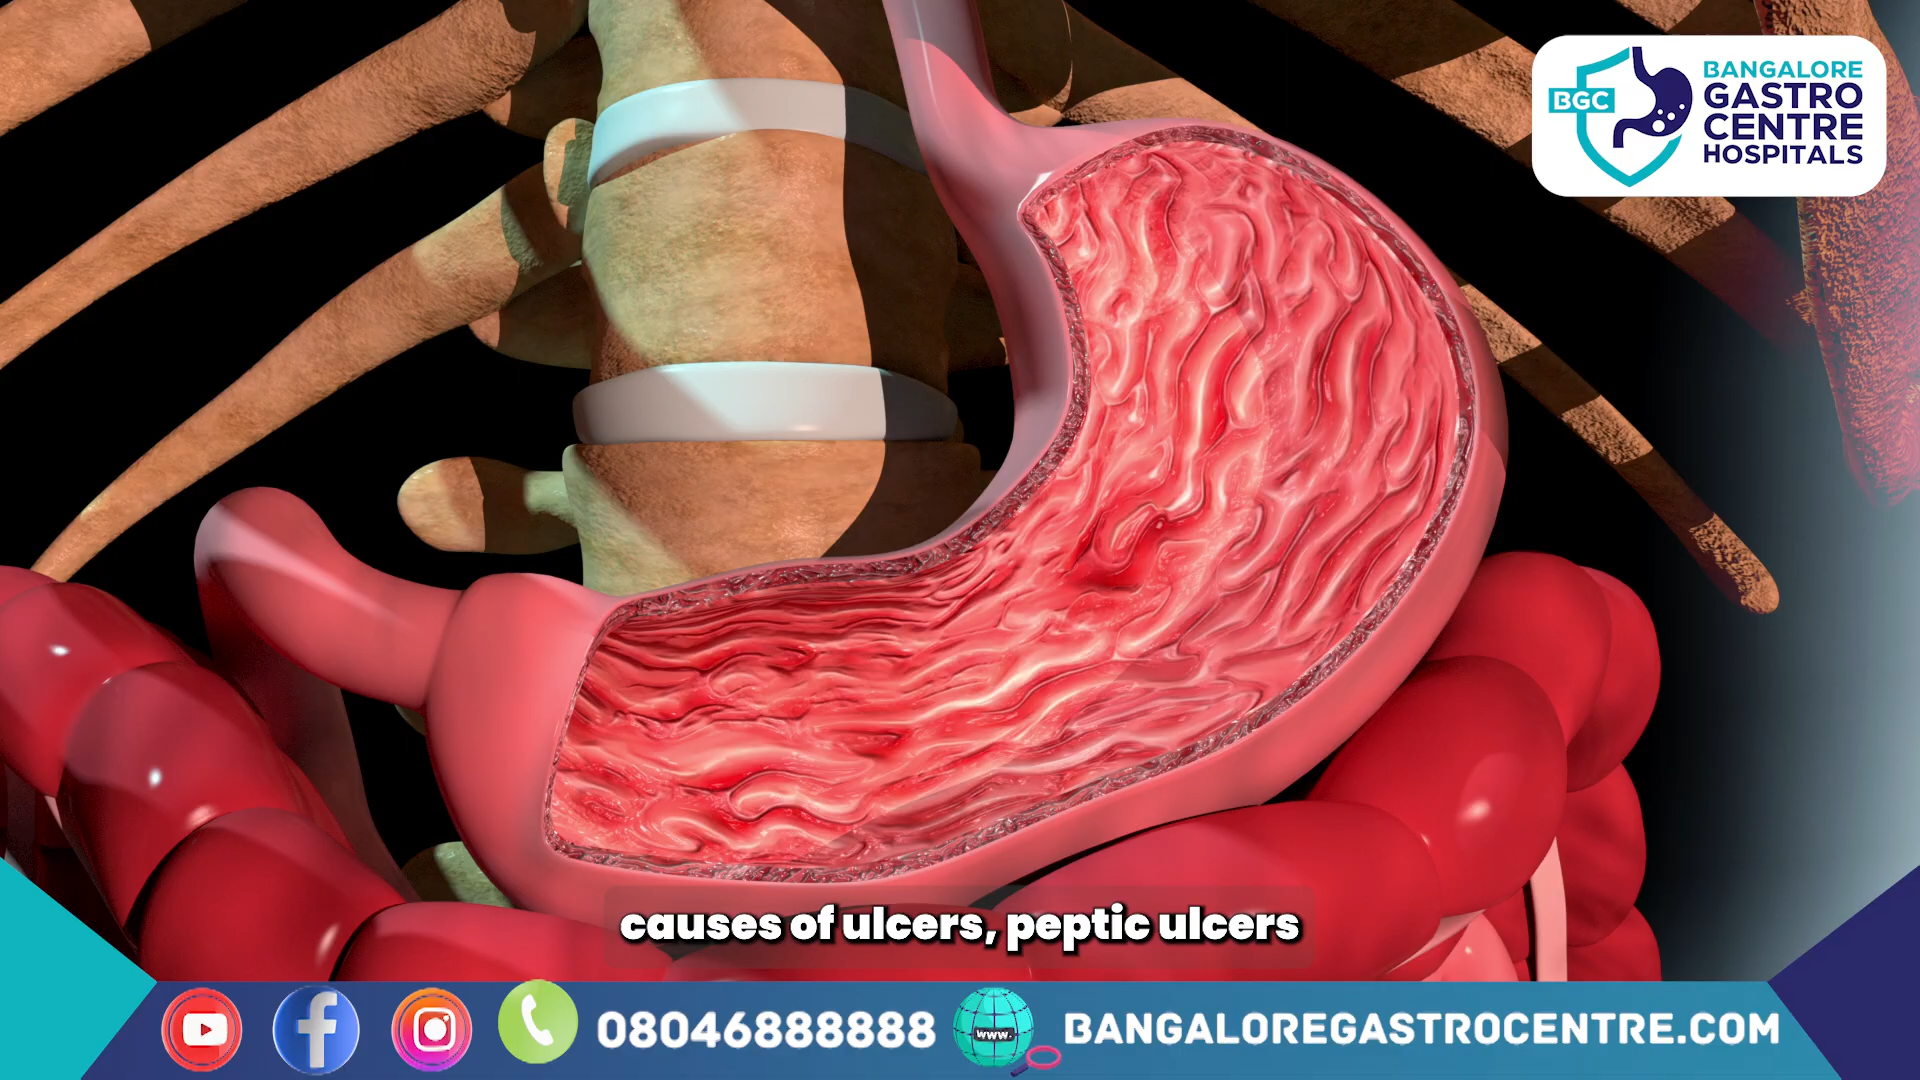 BGC
BANGALORE
GASTRO
CENTRE
HOSPITALS
causes of ulcers, peptic ulcers
08046888888
www.
BANGALOREGASTROCENTRE.COM